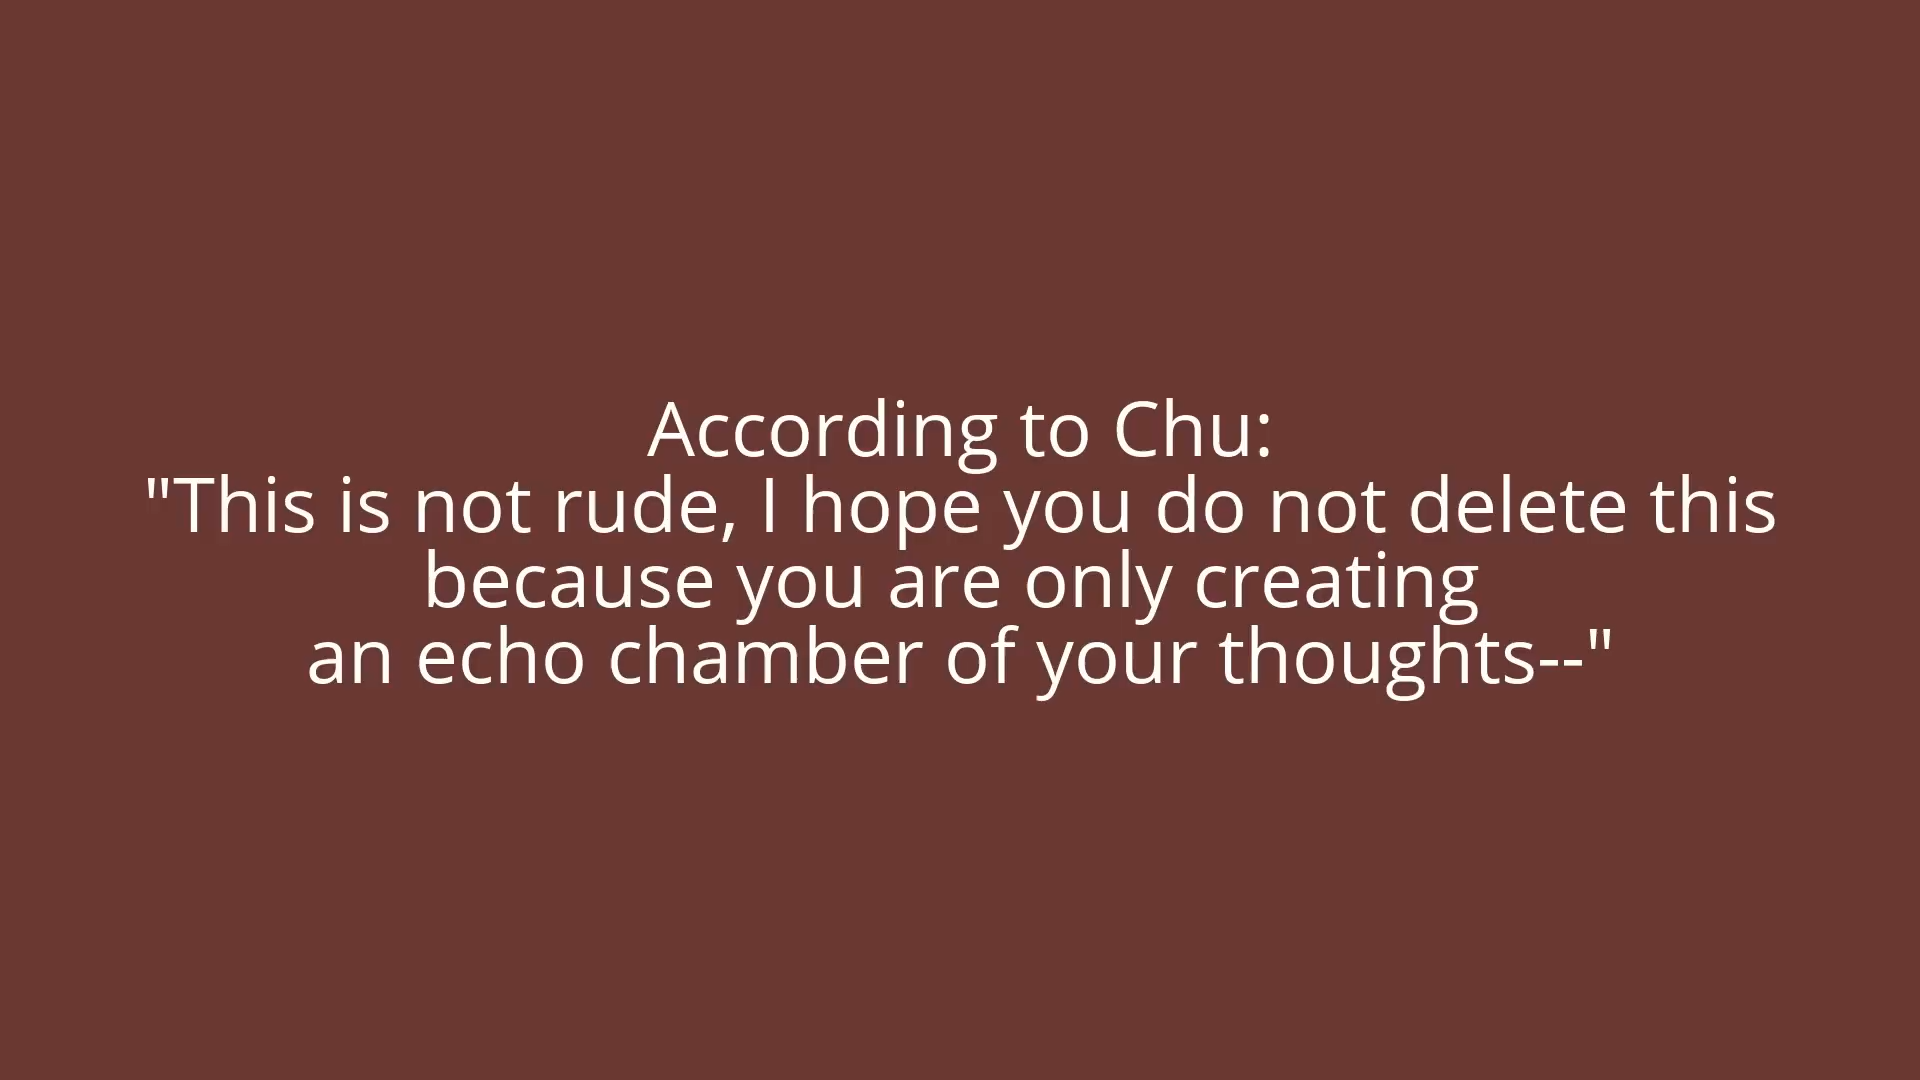 According to Chu:
"This is not rude, I hope you do not delete this
because you are only creating
an echo chamber of your thoughts--"